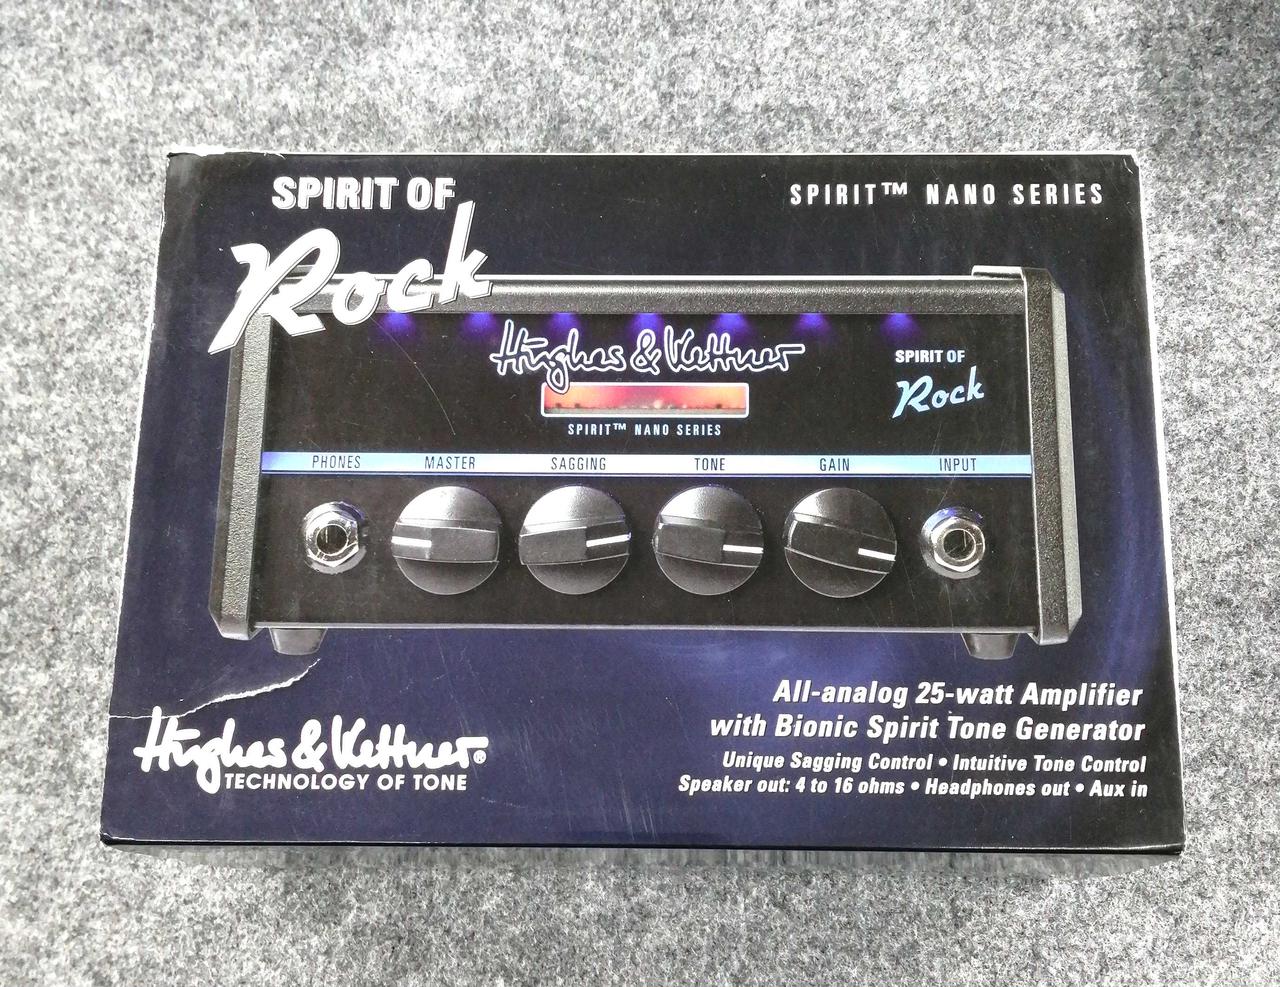 SPIRIT OF
Rock
SPIRIT™ NANO SERIES
Hughes & Kettner
SPIRIT OF
Rock
SPIRIT™ NANO SERIES
PHONES MASTER SAGGING TONE GAIN INPUT
All-analog 25-watt Amplifier
with Bionic Spirit Tone Generator
Unique Sagging Control • Intuitive Tone Control
Speaker out: 4 to 16 ohms • Headphones out • Aux in
Hughes & Kettner®
TECHNOLOGY OF TONE